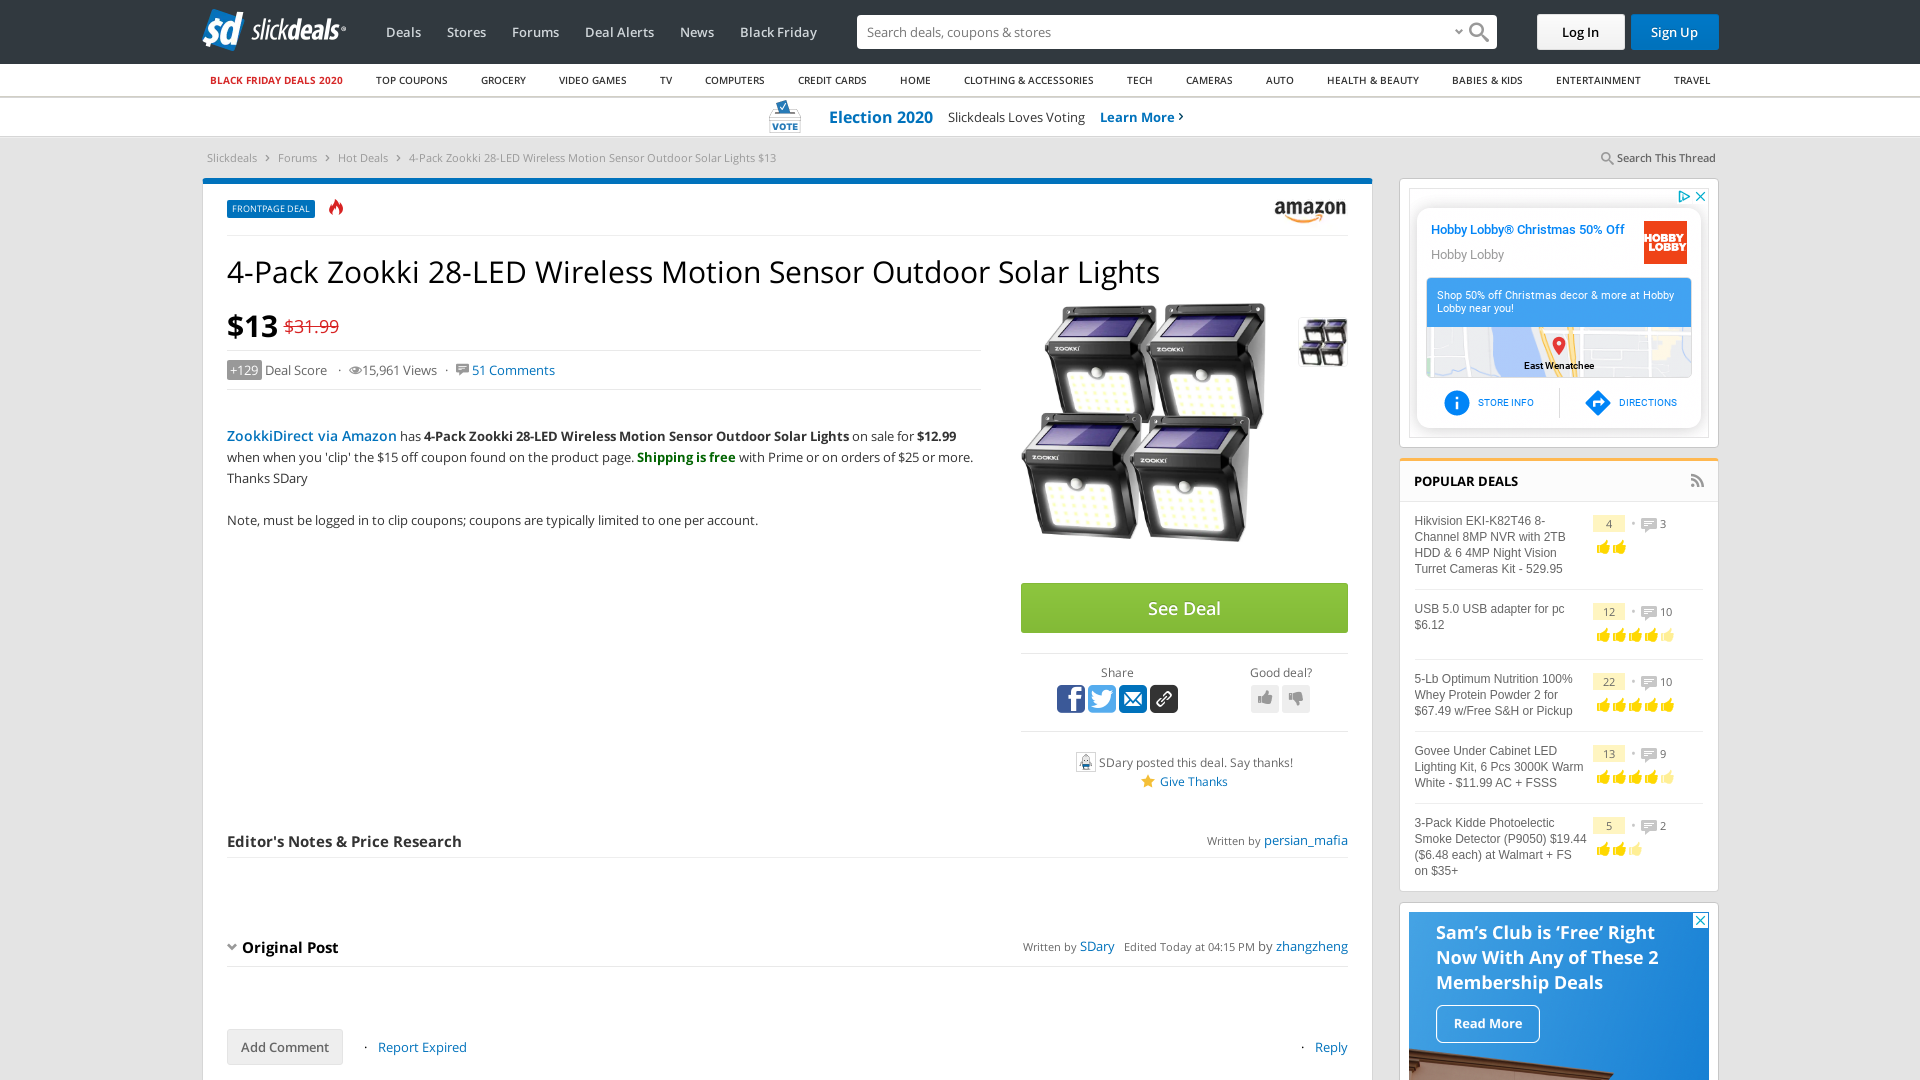 slickdeals
Deals
Stores
Forums
Deal Alerts
News
Black Friday
Search deals, coupons & searches
Log In
Sign Up
BLACK FRIDAY DEALS 2020
TOP COUPONS
GROCERY
VIDEO GAMES
TV
COMPUTERS
CREDIT CARDS
HOME
CLOTHING & ACCESSORIES
TECH
CAMERAS
AUTO
HEALTH & BEAUTY
BABIES & KIDS
ENTERTAINMENT
TRAVEL
VOTE
Election 2020 Slickdeals Loves Voting Learn More
Slickdeals
Forums
Hot Deals
4-Pack Zookki 28-LED Wireless Motion Sensor Outdoor Solar Lights $13
Search This Thread
FRONTPAGE DEAL
amazon
4-Pack Zookki 28-LED Wireless Motion Sensor Outdoor Solar Lights
$13 $31.99
+129 Deal Score · 15,961 Views · 51 Comments
ZookkiDirect via Amazon has 4-Pack Zookki 28-LED Wireless Motion Sensor Outdoor Solar Lights on sale for $12.99
when when you 'clip' the $15 off coupon found on the product page. Shipping is free with Prime or on orders of $25 or more.
Thanks SDary
Note, must be logged in to clip coupons; coupons are typically limited to one per account.
ZOOKKI
ZOOKKI
ZOOKKI
ZOOKKI
See Deal
Share
Good deal?
SDary posted this deal. Say thanks!
Give Thanks
Editor's Notes & Price Research
Written by persian_mafia
Original Post
Written by SDary Edited Today at 04:15 PM by zhangzheng
Add Comment
· Report Expired
· Reply
Hobby Lobby® Christmas 50% Off
Hobby Lobby
HOBBY
LOBBY
Shop 50% off Christmas decor & more at Hobby
Lobby near you!
East Wenatchee
STORE INFO
DIRECTIONS
POPULAR DEALS
Hikvision EKI-K82T46 8-
Channel 8MP NVR with 2TB
HDD & 6 4MP Night Vision
Turret Cameras Kit - 529.95
4 • 3
USB 5.0 USB adapter for pc
$6.12
12 • 10
5-Lb Optimum Nutrition 100%
Whey Protein Powder 2 for
$67.49 w/Free S&H or Pickup
22 • 10
Govee Under Cabinet LED
Lighting Kit, 6 Pcs 3000K Warm
White - $11.99 AC + FSSS
13 • 9
3-Pack Kidde Photoelectic
Smoke Detector (P9050) $19.44
($6.48 each) at Walmart + FS
on $35+
5 • 2
Sam's Club is ‘Free’ Right
Now With Any of These 2
Membership Deals
Read More